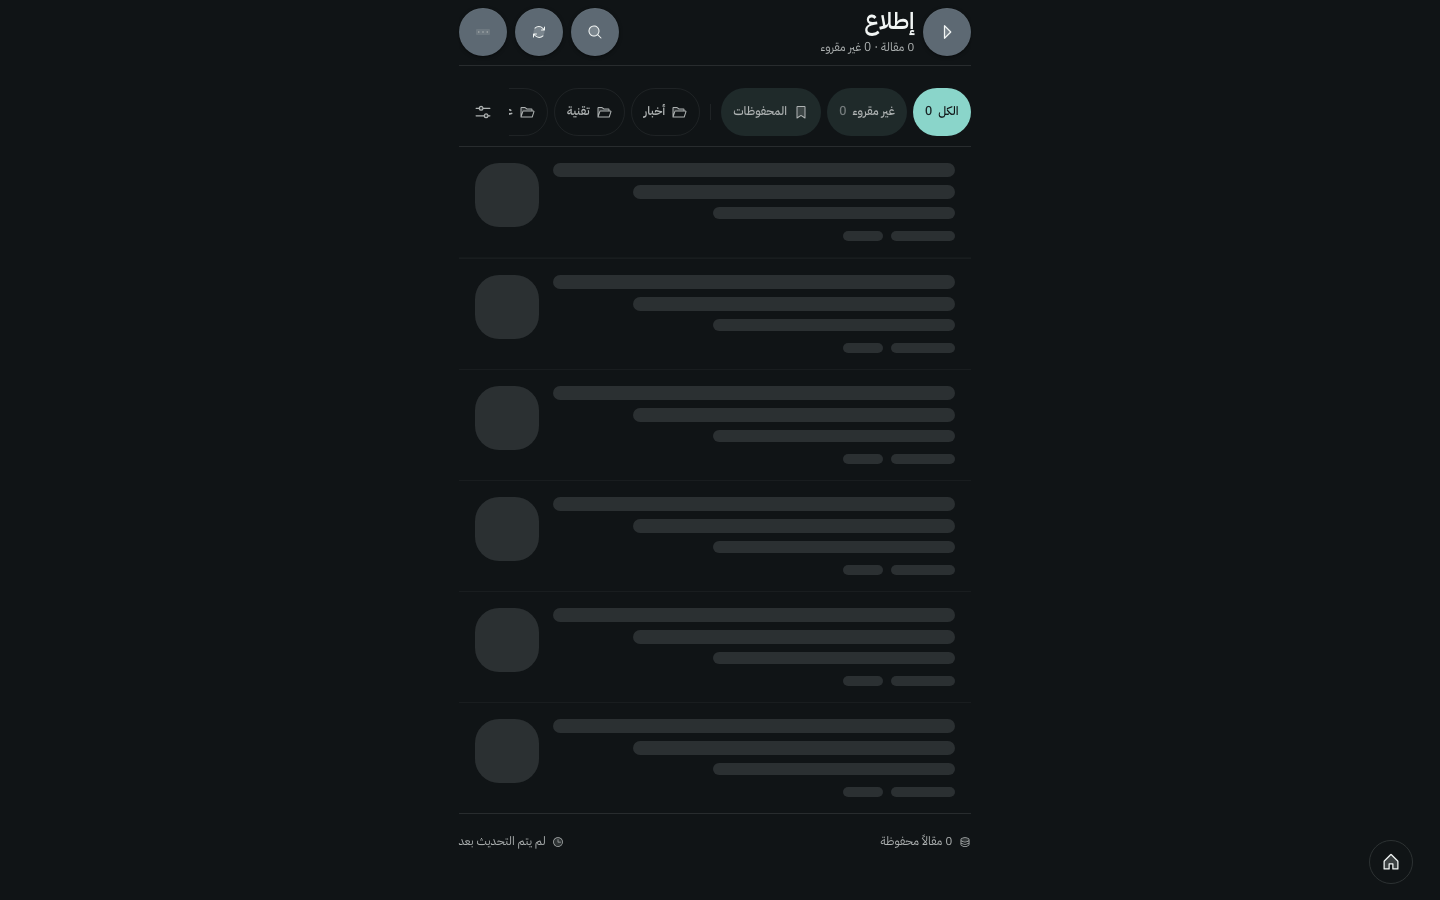 إطلاع
0 مقالة · 0 غير مقروء
الكل 0
غير مقروء 0
المحفوظات
أخبار
تقنية
0 مقالاً محفوظة
لم يتم التحديث بعد